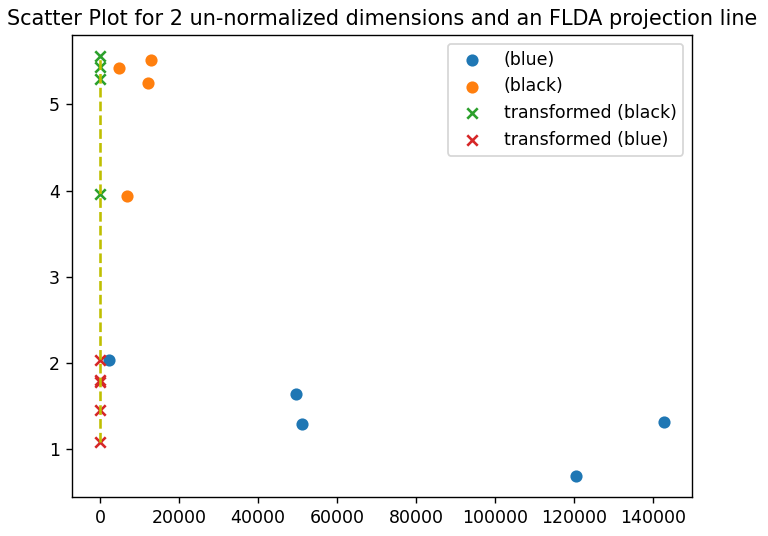 Scatter Plot for 2 un-normalized dimensions and an FLDA projection line
(blue)
(black)
transformed (black)
transformed (blue)
5
4
3
2
1
0 20000 40000 60000 80000 100000 120000 140000